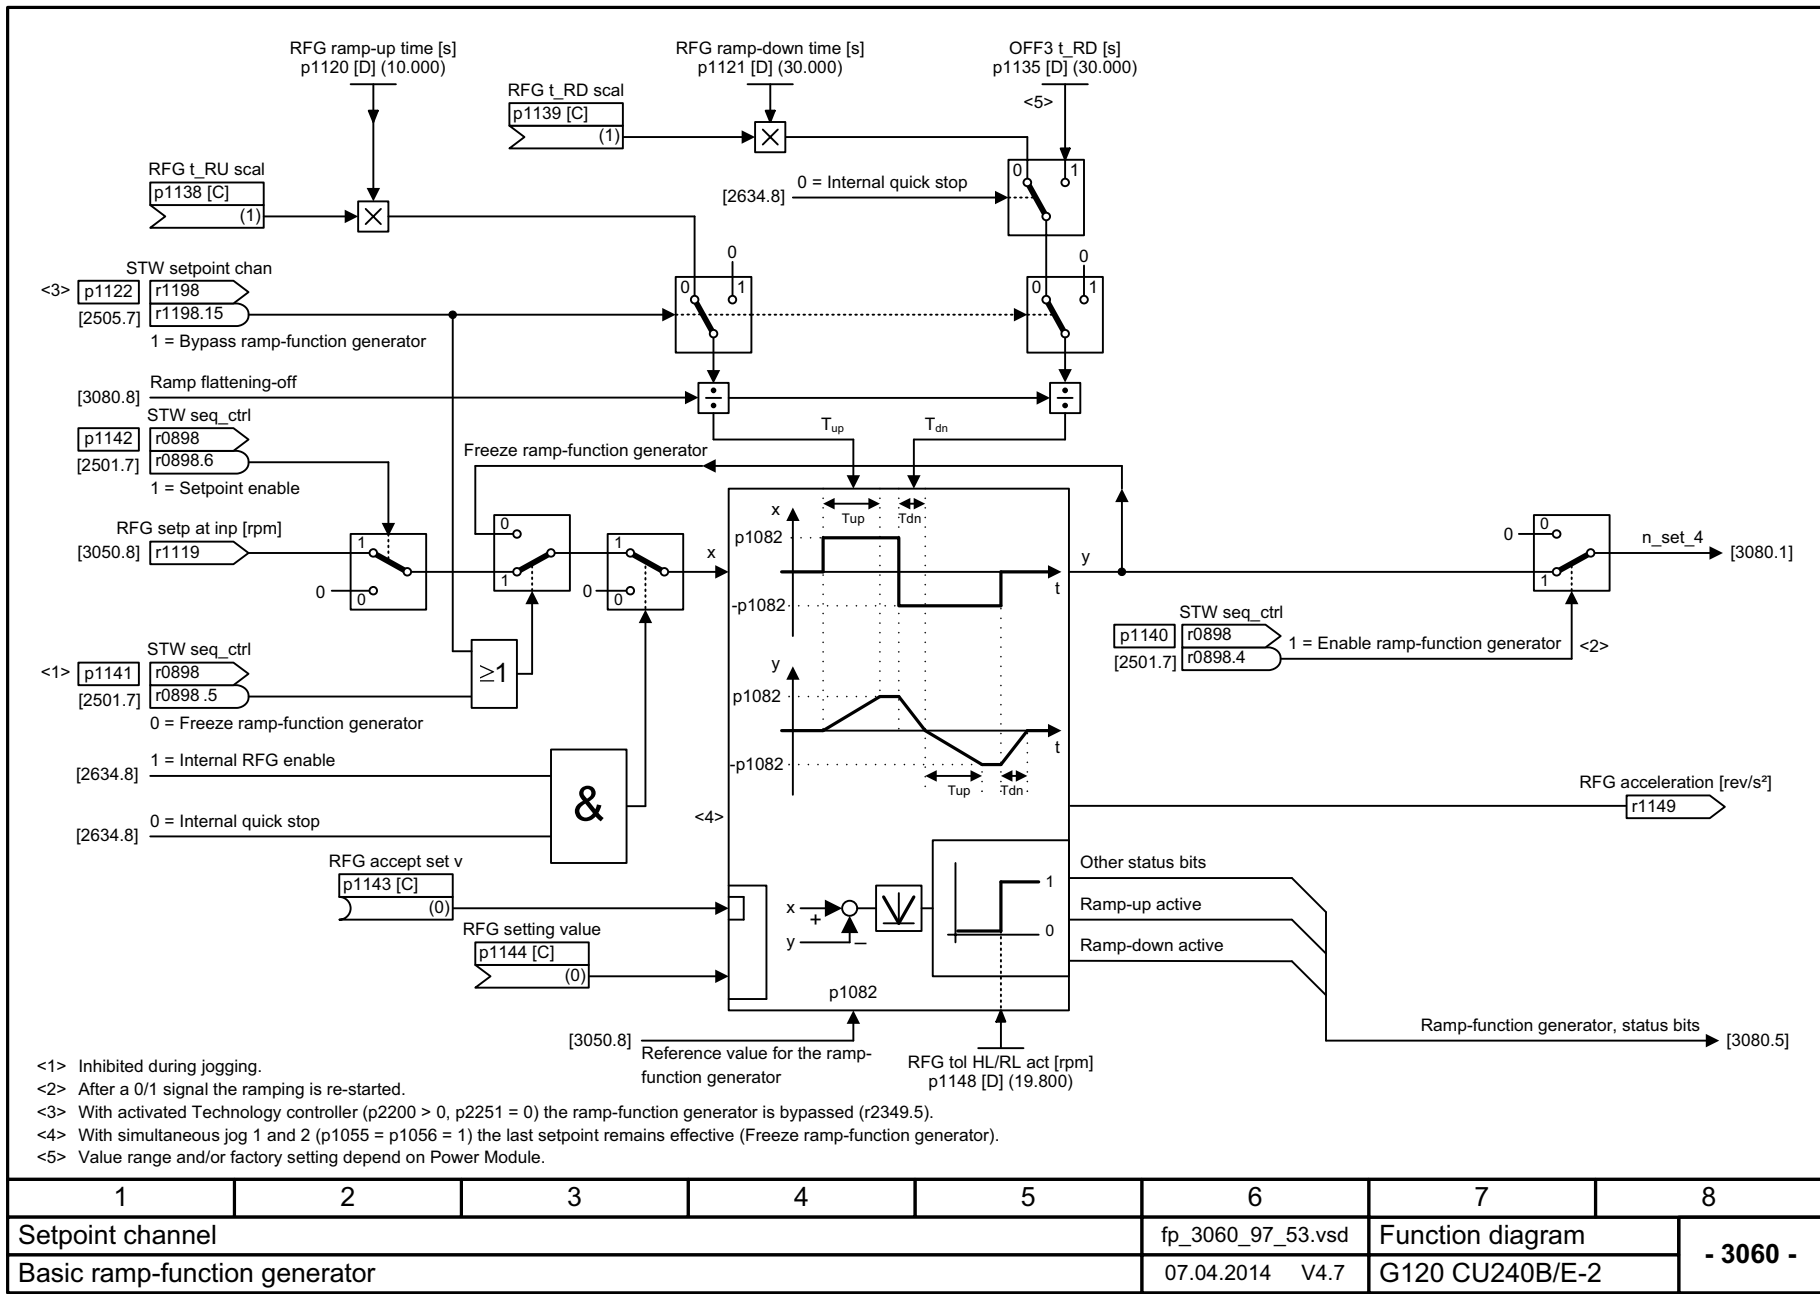 RFG ramp-up time [s]
p1120 [D] (10.000)
RFG ramp-down time [s]
p1121 [D] (30.000)
OFF3 t_RD [s]
p1135 [D] (30.000)
<5>
RFG t_RD scal
p1139 [C]
(1)
RFG t_RU scal
p1138 [C]
(1)
[2634.8]
0 = Internal quick stop
0
1
STW setpoint chan
<3>
p1122
r1198
[2505.7]
r1198.15
1 = Bypass ramp-function generator
0
0
1
0
0
1
[3080.8]
Ramp flattening-off
STW seq_ctrl
p1142
r0898
[2501.7]
r0898.6
1 = Setpoint enable
Tup
Tdn
Freeze ramp-function generator
RFG setp at inp [rpm]
[3050.8]
r1119
1
0
0
0
1
1
0
0
x
x
Tup
Tdn
p1082
-p1082
t
y
0
0
1
n_set_4
[3080.1]
STW seq_ctrl
p1140
r0898
[2501.7]
r0898.4
1 = Enable ramp-function generator
<2>
STW seq_ctrl
<1>
p1141
r0898
[2501.7]
r0898 .5
0 = Freeze ramp-function generator
≥1
y
p1082
-p1082
t
Tup
Tdn
[2634.8]
1 = Internal RFG enable
[2634.8]
0 = Internal quick stop
&
<4>
RFG acceleration [rev/s²]
r1149
RFG accept set v
p1143 [C]
(0)
RFG setting value
p1144 [C]
(0)
x
+
y
–
1
0
p1082
Other status bits
Ramp-up active
Ramp-down active
Ramp-function generator, status bits
[3080.5]
[3050.8]
Reference value for the ramp-
function generator
RFG tol HL/RL act [rpm]
p1148 [D] (19.800)
<1> Inhibited during jogging.
<2> After a 0/1 signal the ramping is re-started.
<3> With activated Technology controller (p2200 > 0, p2251 = 0) the ramp-function generator is bypassed (r2349.5).
<4> With simultaneous jog 1 and 2 (p1055 = p1056 = 1) the last setpoint remains effective (Freeze ramp-function generator).
<5> Value range and/or factory setting depend on Power Module.
1 2 3 4 5 6 7 8
Setpoint channel
fp_3060_97_53.vsd
Function diagram
- 3060 -
Basic ramp-function generator
07.04.2014 V4.7
G120 CU240B/E-2